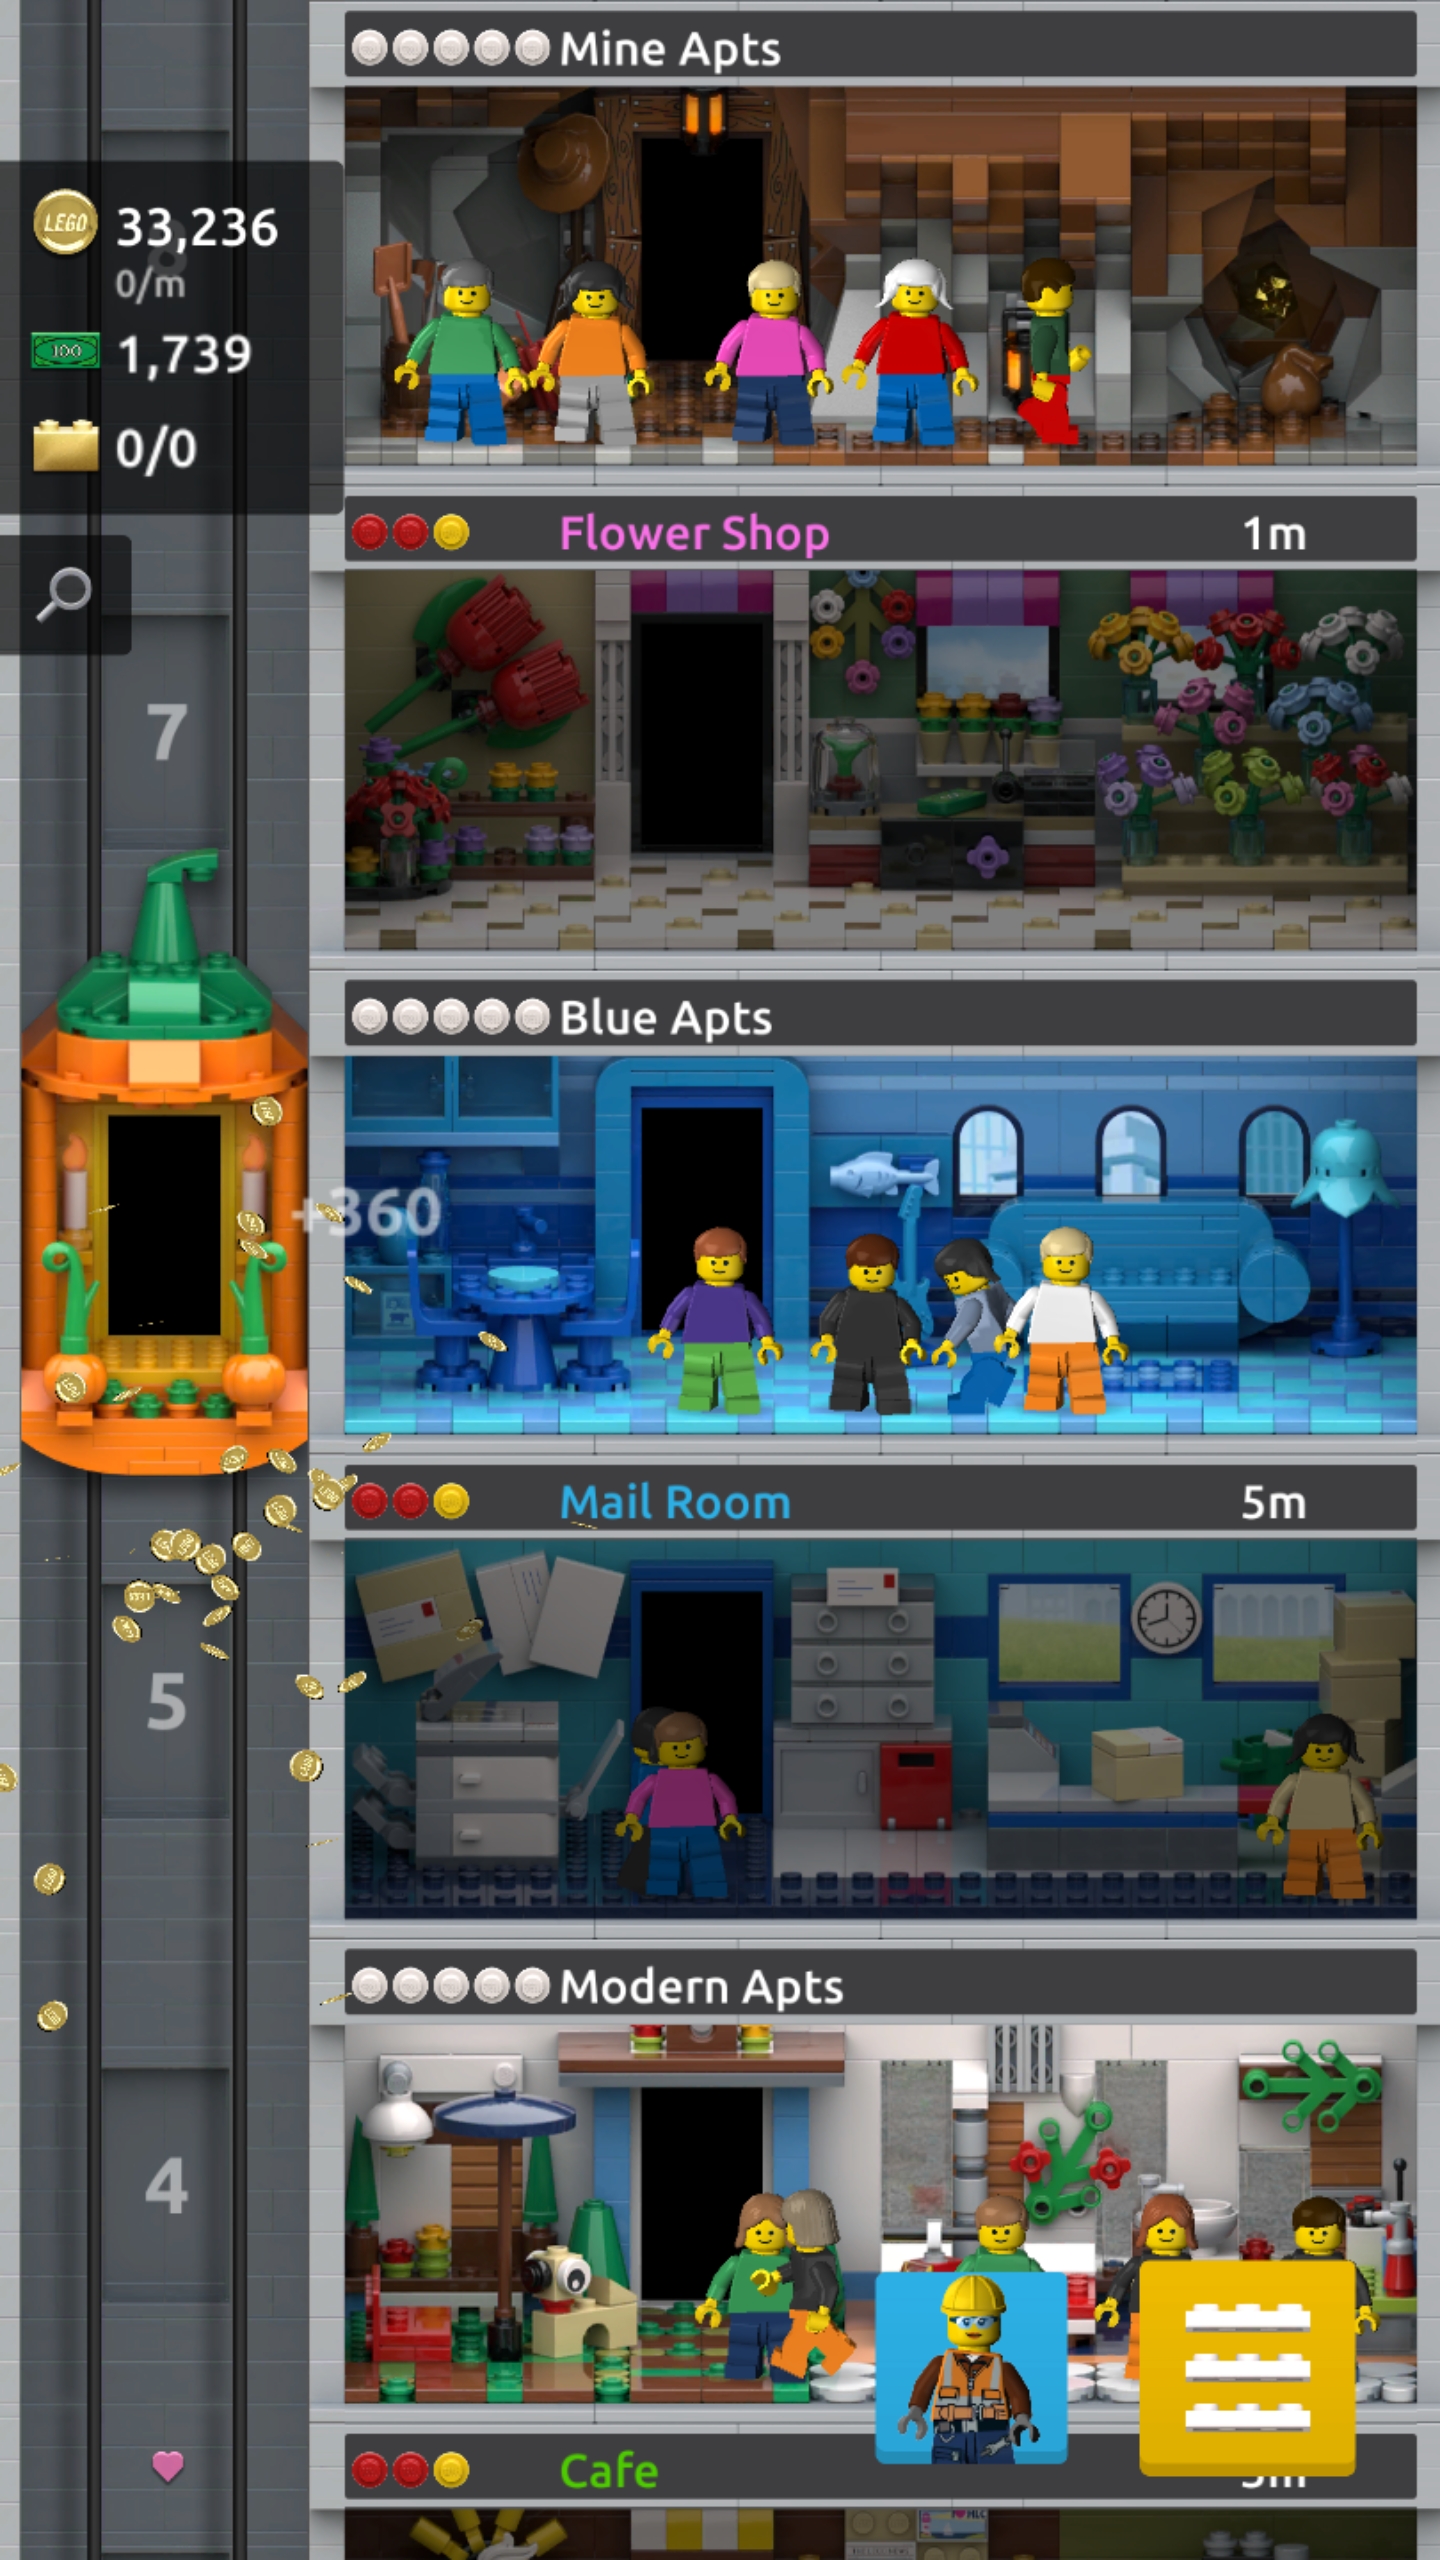 Mine Apts
LEGO 33,236
0/m
100 1,739
0/0
Flower Shop 1m
7
Blue Apts
+360
Mail Room 5m
5
Modern Apts
4
Cafe